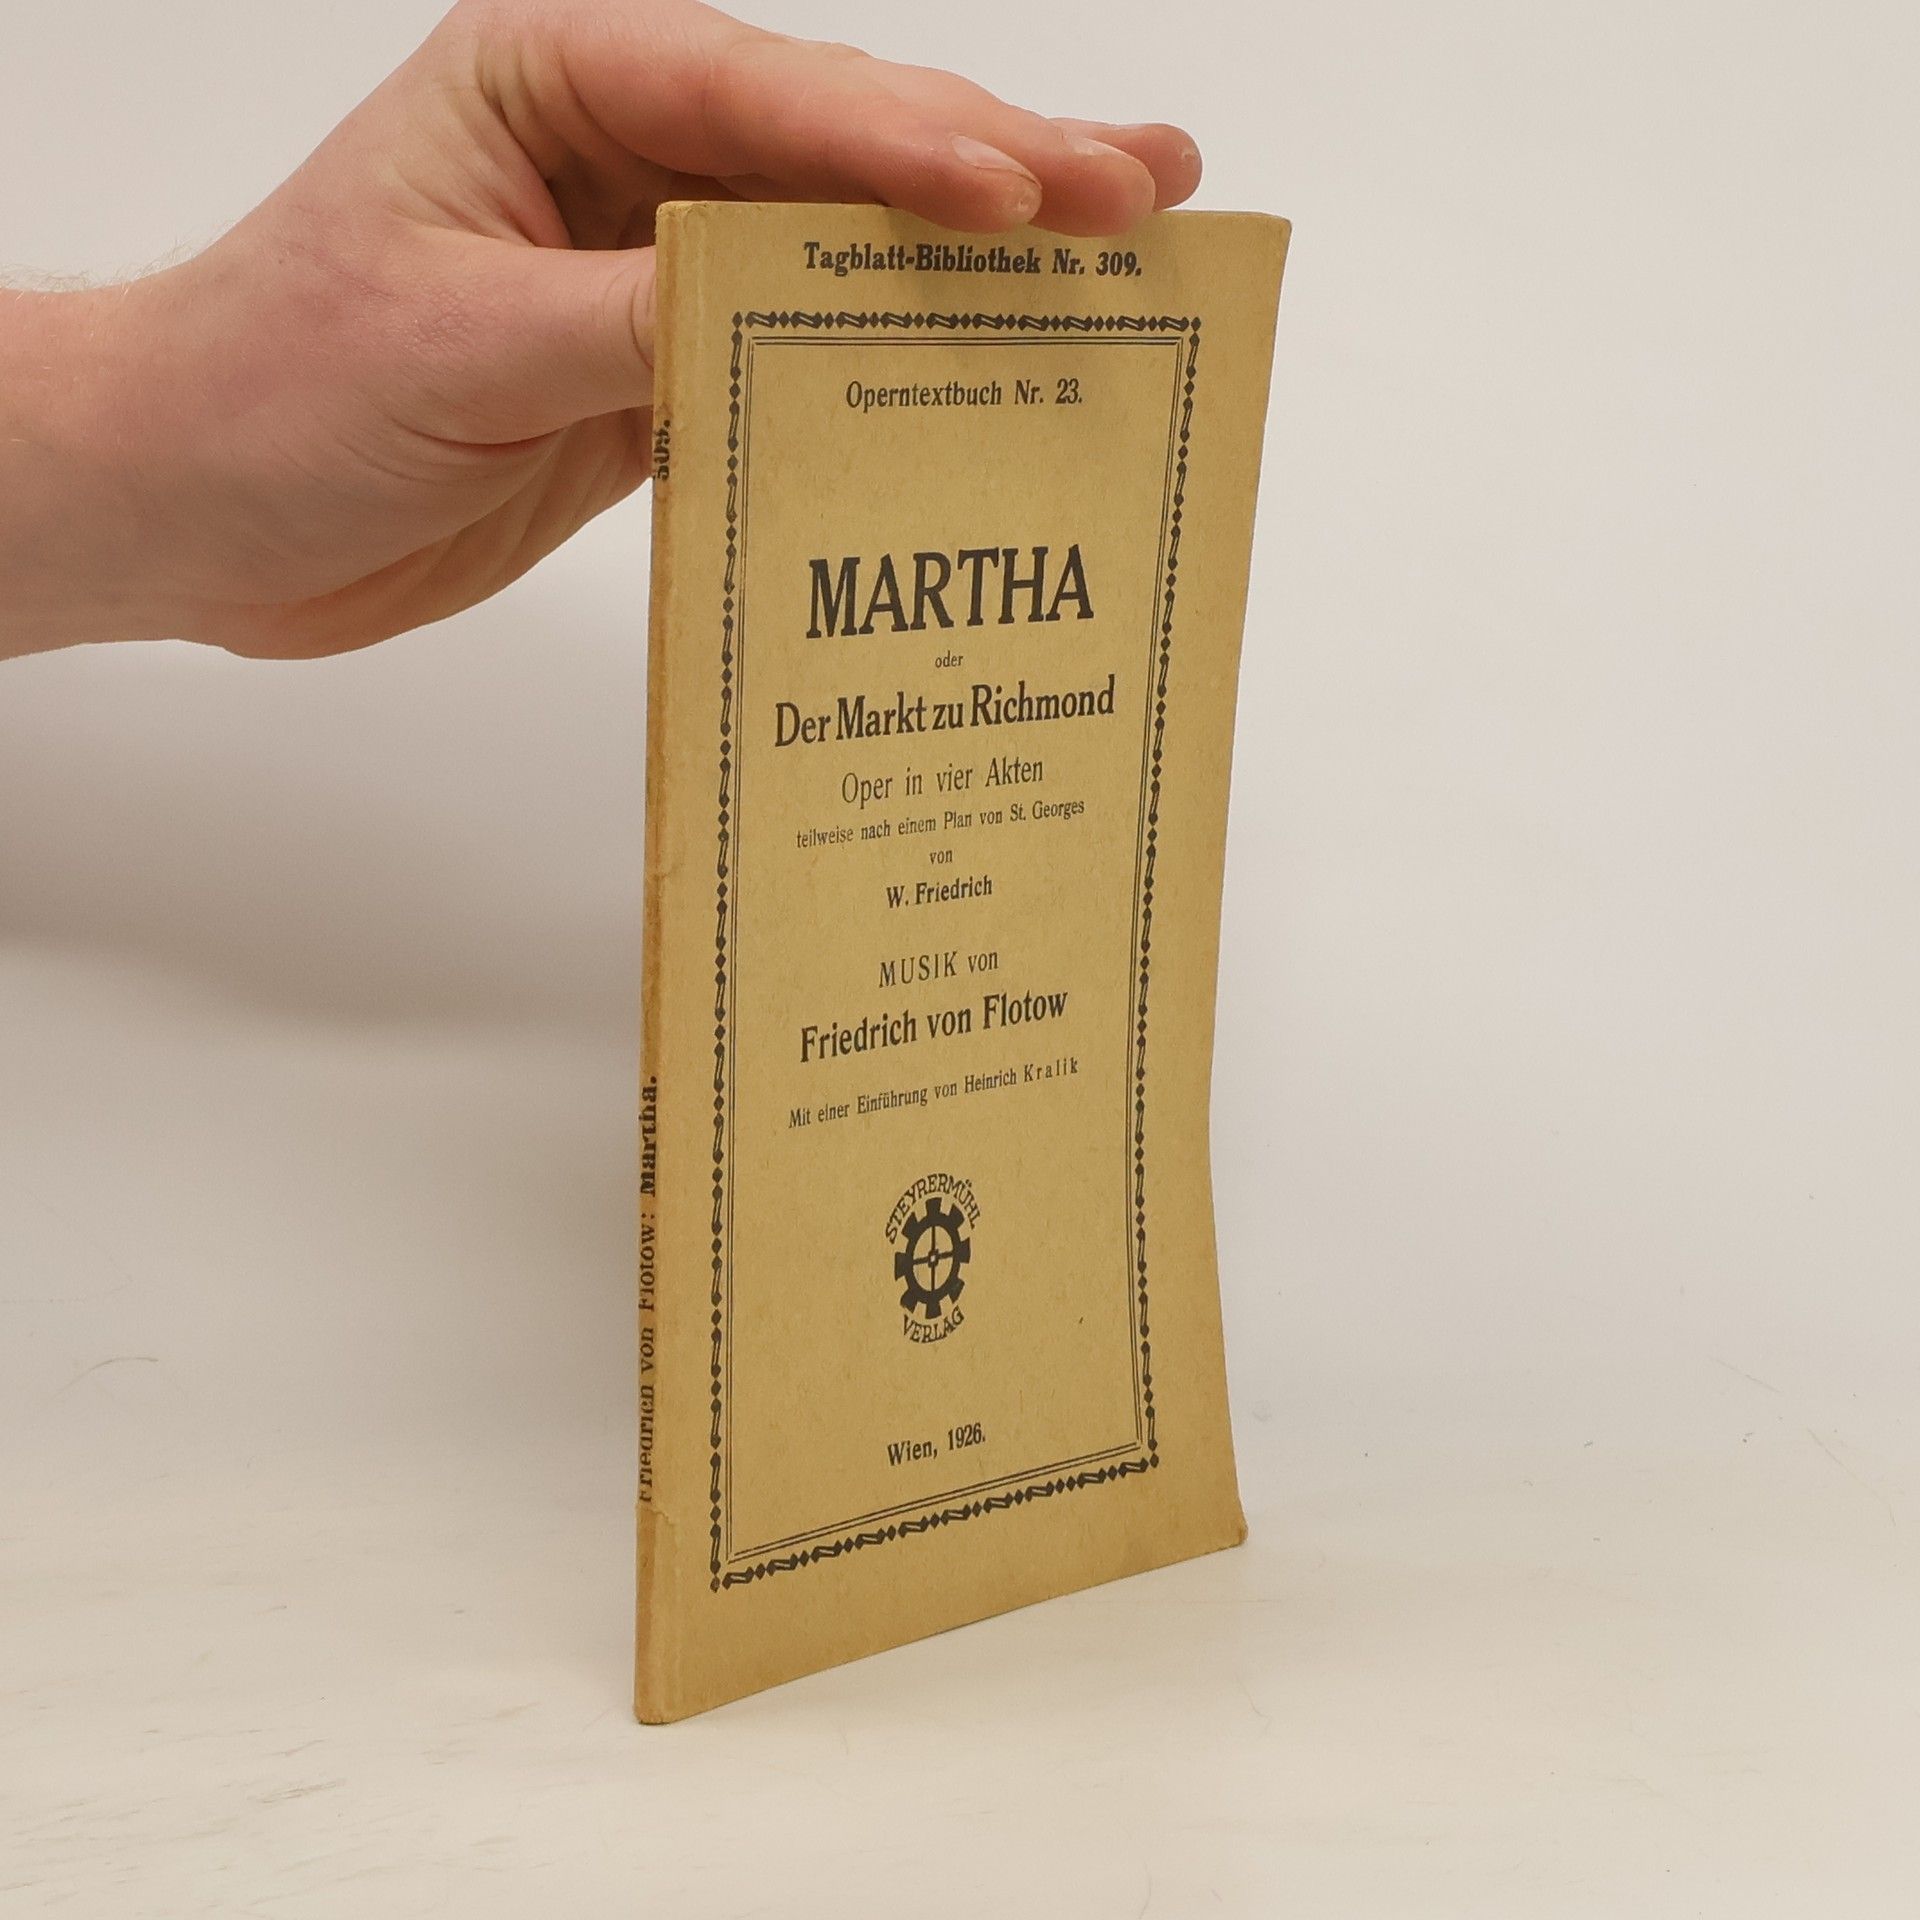 Tagblatt-Bibliothek Nr. 309.
Operntextbuch Nr. 23.
MARTHA
oder
Der Markt zu Richmond
Oper in vier Akten
teilweise nach einem Plan von St. Georges
von
W. Friedrich
MUSIK von
Friedrich von Flotow
Mit einer Einführung von Heinrich Kralik
STEYRERMÜHL
VERLAG
Wien, 1926.
Friedrich von Flotow: Martha.
309.